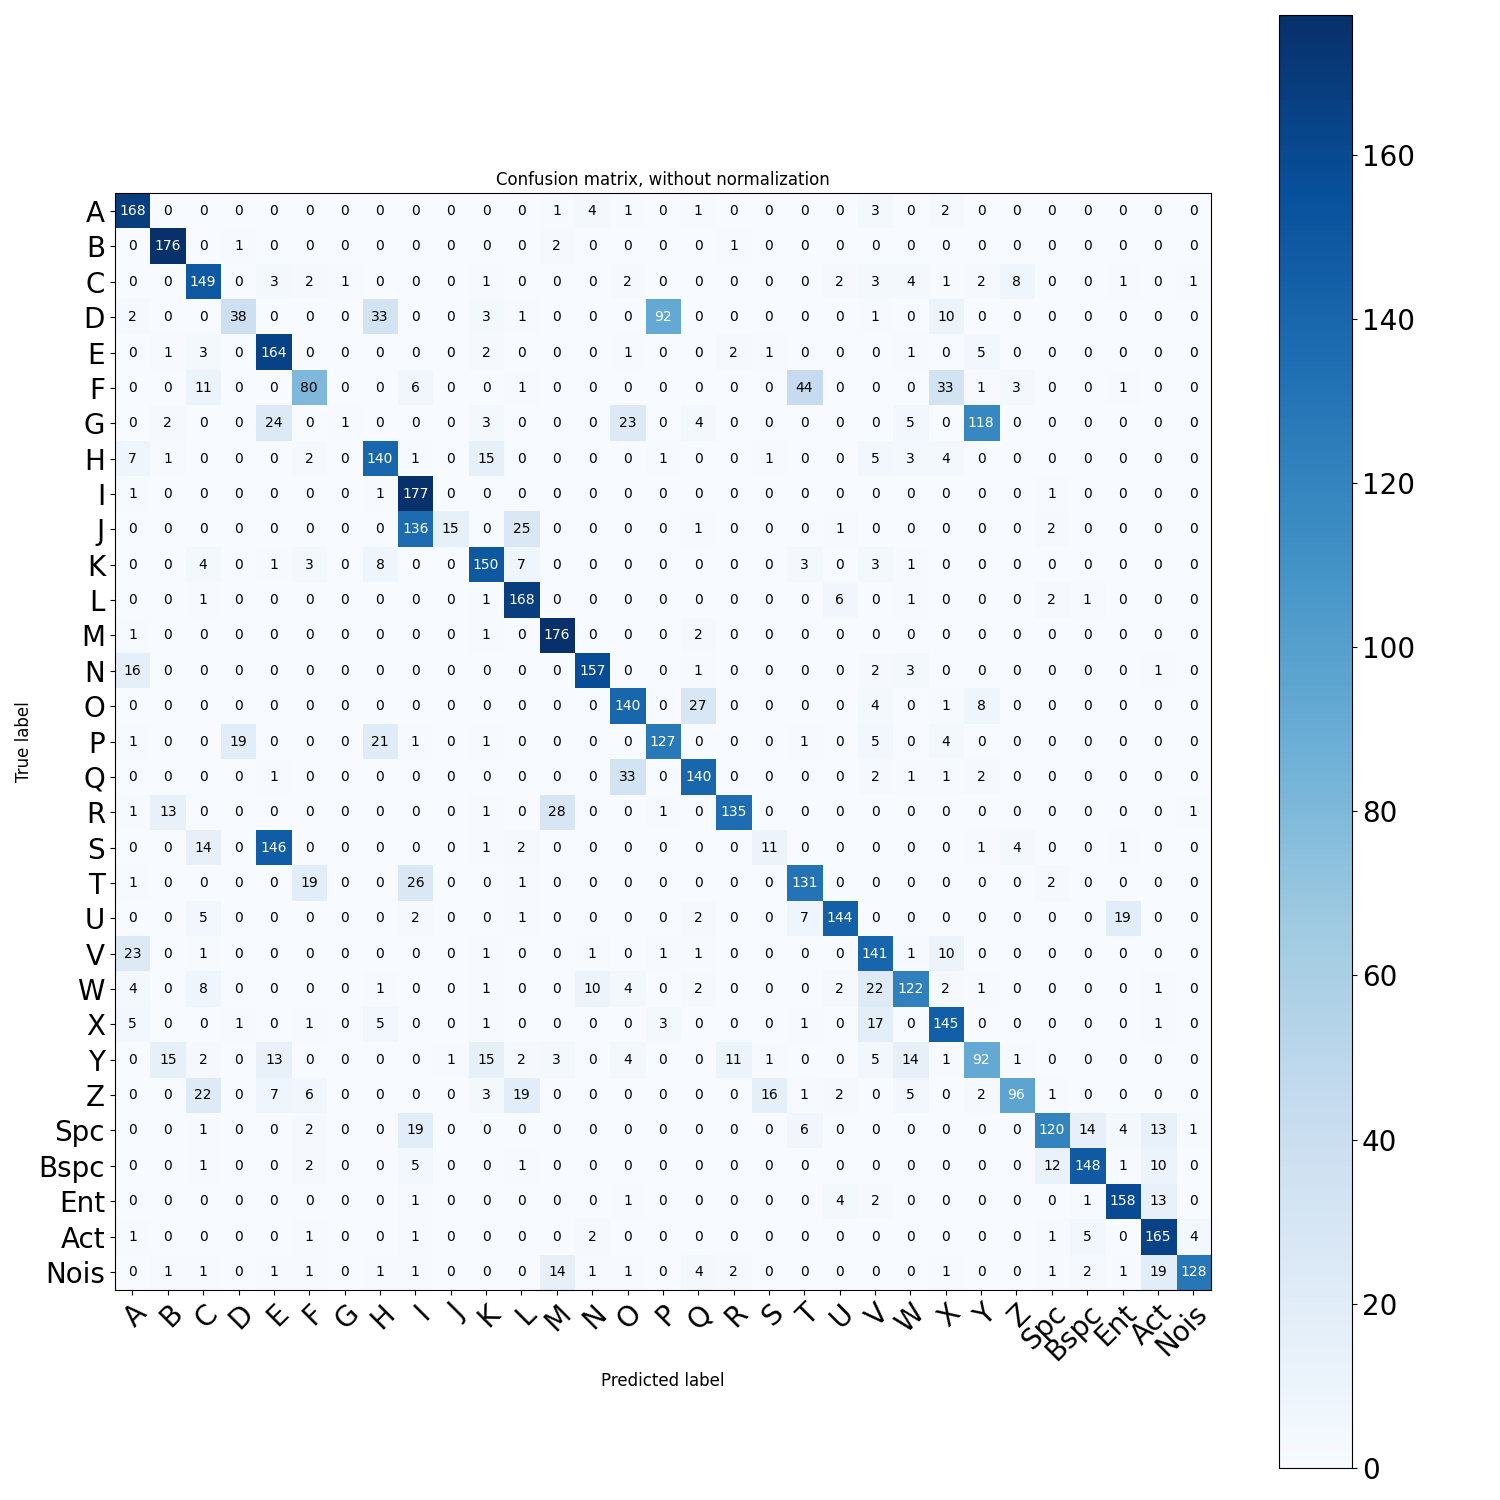 Confusion matrix, without normalization
A 168 0 0 0 0 0 0 0 0 0 0 0 1 4 1 0 1 0 0 0 0 3 0 2 0 0 0 0 0 0 0
B 0 176 0 1 0 0 0 0 0 0 0 0 2 0 0 0 0 1 0 0 0 0 0 0 0 0 0 0 0 0 0
C 0 0 149 0 3 2 1 0 0 0 1 0 0 0 2 0 0 0 0 0 2 3 4 1 2 8 0 0 1 0 1
D 2 0 0 38 0 0 0 33 0 0 3 1 0 0 0 92 0 0 0 0 0 1 0 10 0 0 0 0 0 0 0
E 0 1 3 0 164 0 0 0 0 0 2 0 0 0 1 0 0 2 1 0 0 0 1 0 5 0 0 0 0 0 0
F 0 0 11 0 0 80 0 0 6 0 0 1 0 0 0 0 0 0 0 44 0 0 0 33 1 3 0 0 1 0 0
G 0 2 0 0 24 0 1 0 0 0 3 0 0 0 23 0 4 0 0 0 0 0 5 0 118 0 0 0 0 0 0
H 7 1 0 0 0 2 0 140 1 0 15 0 0 0 0 1 0 0 1 0 0 5 3 4 0 0 0 0 0 0 0
I 1 0 0 0 0 0 0 1 177 0 0 0 0 0 0 0 0 0 0 0 0 0 0 0 0 0 1 0 0 0 0
J 0 0 0 0 0 0 0 0 136 15 0 25 0 0 0 0 1 0 0 0 1 0 0 0 0 0 2 0 0 0 0
K 0 0 4 0 1 3 0 8 0 0 150 7 0 0 0 0 0 0 0 3 0 3 1 0 0 0 0 0 0 0 0
L 0 0 1 0 0 0 0 0 0 0 1 168 0 0 0 0 0 0 0 0 6 0 1 0 0 0 2 1 0 0 0
M 1 0 0 0 0 0 0 0 0 0 1 0 176 0 0 0 2 0 0 0 0 0 0 0 0 0 0 0 0 0 0
N 16 0 0 0 0 0 0 0 0 0 0 0 0 157 0 0 1 0 0 0 0 2 3 0 0 0 0 0 0 1 0
O 0 0 0 0 0 0 0 0 0 0 0 0 0 0 140 0 27 0 0 0 0 4 0 1 8 0 0 0 0 0 0
P 1 0 0 19 0 0 0 21 1 0 1 0 0 0 0 127 0 0 0 1 0 5 0 4 0 0 0 0 0 0 0
Q 0 0 0 0 1 0 0 0 0 0 0 0 0 0 33 0 140 0 0 0 0 2 1 1 2 0 0 0 0 0 0
R 1 13 0 0 0 0 0 0 0 0 1 0 28 0 0 1 0 135 0 0 0 0 0 0 0 0 0 0 0 0 1
S 0 0 14 0 146 0 0 0 0 0 1 2 0 0 0 0 0 0 11 0 0 0 0 0 1 4 0 0 1 0 0
T 1 0 0 0 0 19 0 0 26 0 0 1 0 0 0 0 0 0 0 131 0 0 0 0 0 0 2 0 0 0 0
U 0 0 5 0 0 0 0 0 2 0 0 1 0 0 0 0 2 0 0 7 144 0 0 0 0 0 0 0 19 0 0
V 23 0 1 0 0 0 0 0 0 0 1 0 0 1 0 1 1 0 0 0 0 141 1 10 0 0 0 0 0 0 0
W 4 0 8 0 0 0 0 1 0 0 1 0 0 10 4 0 2 0 0 0 2 22 122 2 1 0 0 0 0 1 0
X 5 0 0 1 0 1 0 5 0 0 1 0 0 0 0 3 0 0 0 1 0 17 0 145 0 0 0 0 0 1 0
Y 0 15 2 0 13 0 0 0 0 1 15 2 3 0 4 0 0 11 1 0 0 5 14 1 92 1 0 0 0 0 0
Z 0 0 22 0 7 6 0 0 0 0 3 19 0 0 0 0 0 0 16 1 2 0 5 0 2 96 1 0 0 0 0
Spc 0 0 1 0 0 2 0 0 19 0 0 0 0 0 0 0 0 0 0 6 0 0 0 0 0 0 120 14 4 13 1
Bspc 0 0 1 0 0 2 0 0 5 0 0 1 0 0 0 0 0 0 0 0 0 0 0 0 0 0 12 148 1 10 0
Ent 0 0 0 0 0 0 0 0 1 0 0 0 0 0 1 0 0 0 0 0 4 2 0 0 0 0 0 1 158 13 0
Act 1 0 0 0 0 1 0 0 1 0 0 0 0 2 0 0 0 0 0 0 0 0 0 0 0 0 1 5 0 165 4
Nois 0 1 1 0 1 1 0 1 1 0 0 0 14 1 1 0 4 2 0 0 0 0 0 1 0 0 1 2 1 19 128
A B C D E F G H I J K L M N O P Q R S T U V W X Y Z Spc Bspc Ent Act Nois
Predicted label
True label
160
140
120
100
80
60
40
20
0